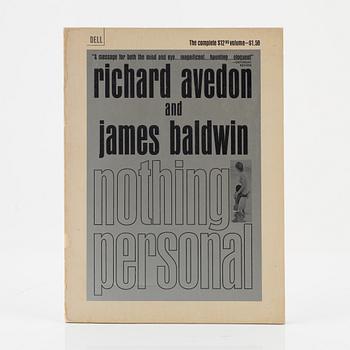 DELL
The complete $12.95 volume—$1.50
"A message for both the mind and eye magnificent haunting eloquent"
richard avedon
and
james baldwin
nothing
personal